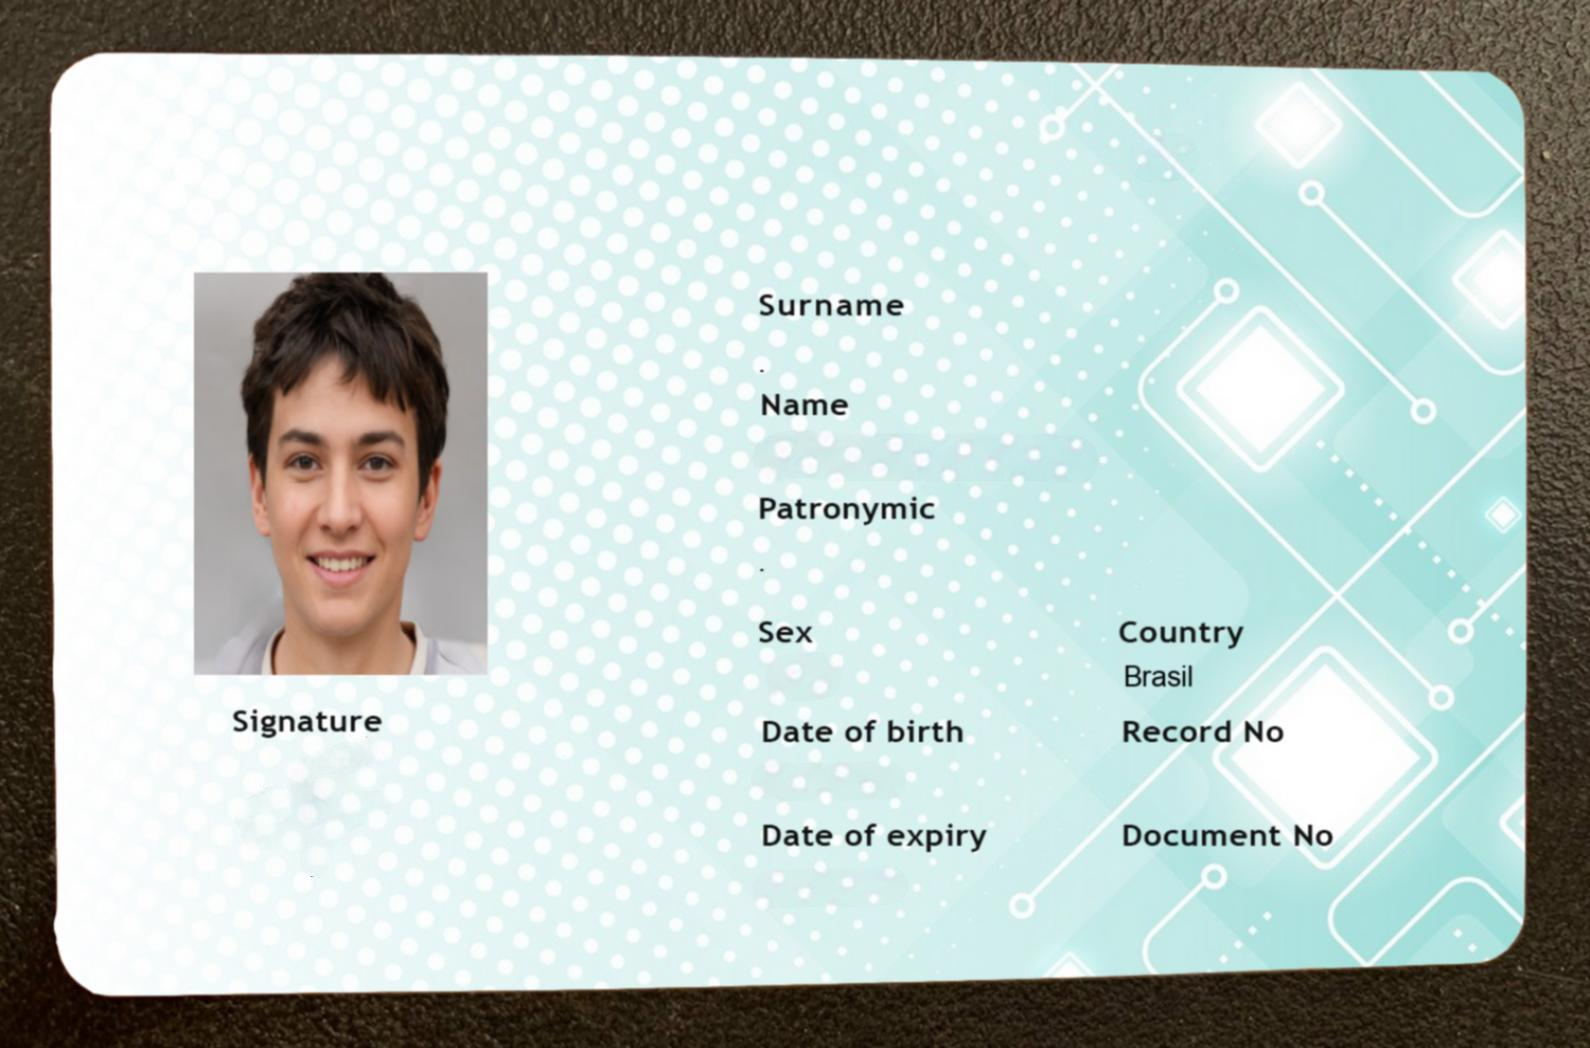 Surname
.
Name
Patronymic
.
Sex
Country
Brasil
Date of birth
Record No
Date of expiry
Document No
Signature